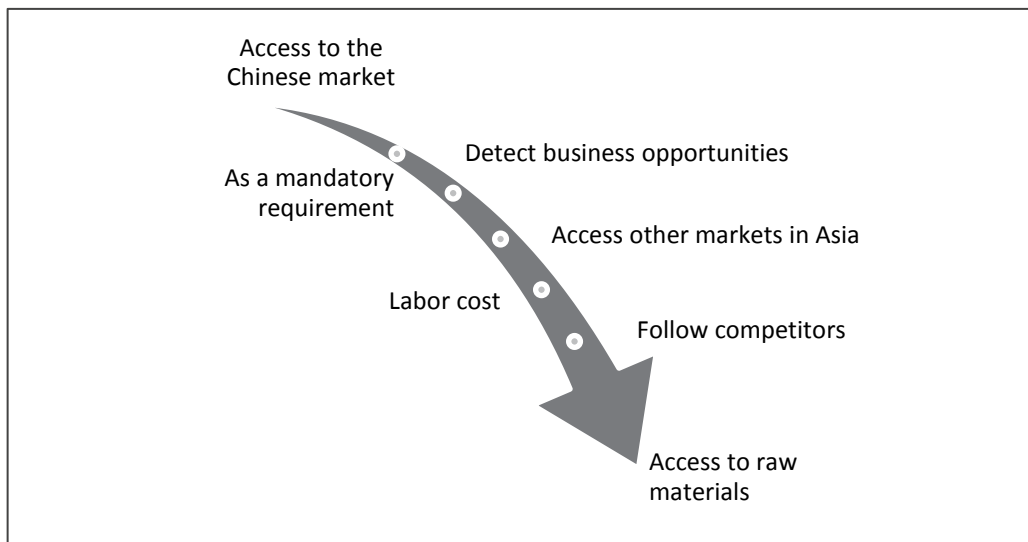 Access to the
Chinese market
Detect business opportunities
As a mandatory
requirement
Access other markets in Asia
Labor cost
Follow competitors
Access to raw
materials